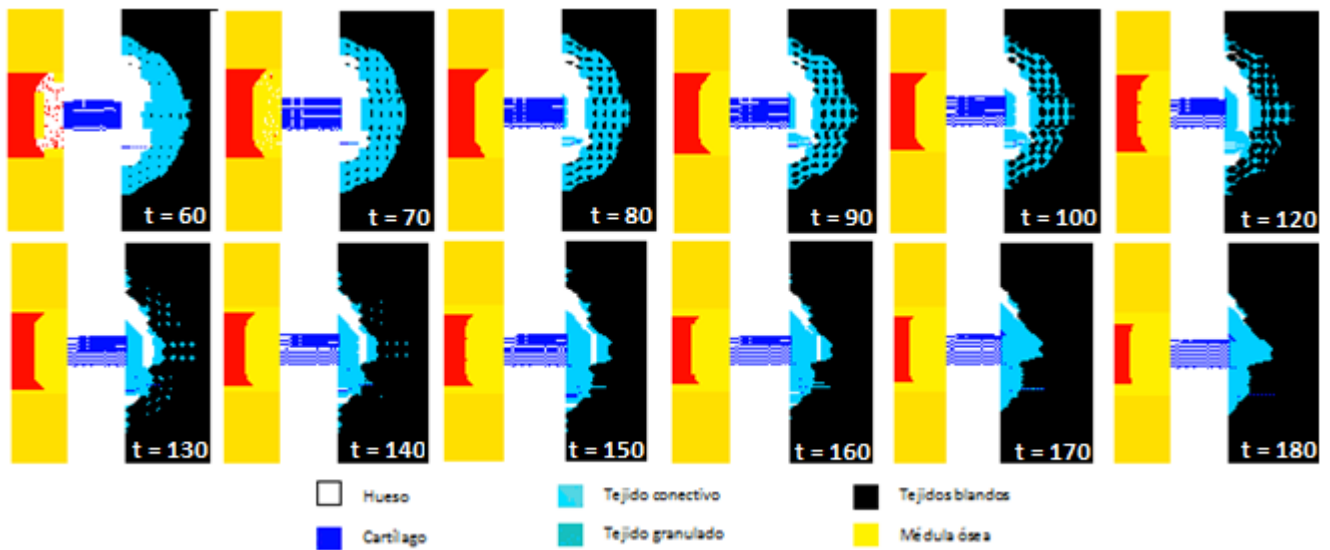 t = 60 t = 70 t = 80 t = 90 t = 100 t = 120
t = 130 t = 140 t = 150 t = 160 t = 170 t = 180
Hueso Tejido conectivo Tejidos blandos
Cartílago Tejido granulado Médula ósea